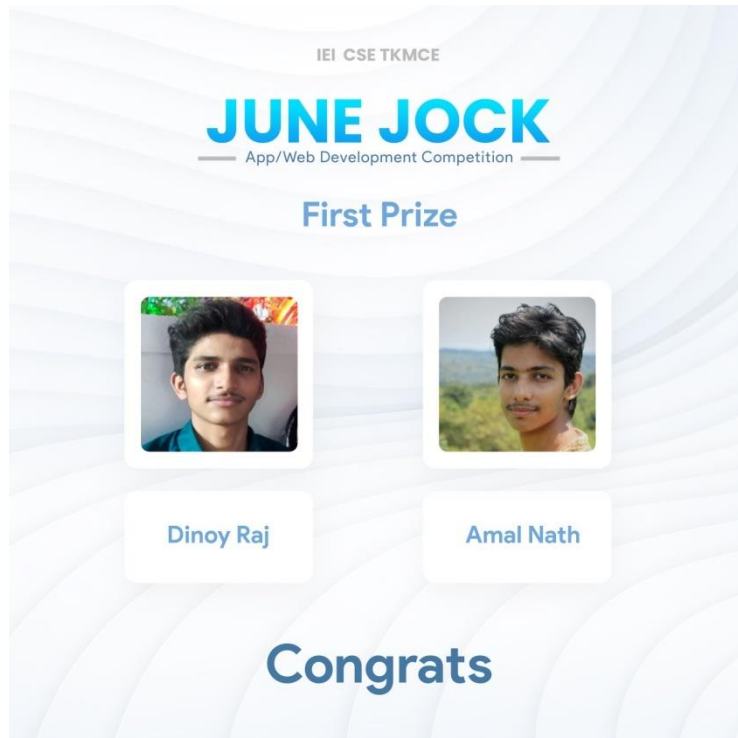 IEI CSE TKMCE
JUNE JOCK
App/Web Development Competition
First Prize
Dinoy Raj
Amal Nath
Congrats